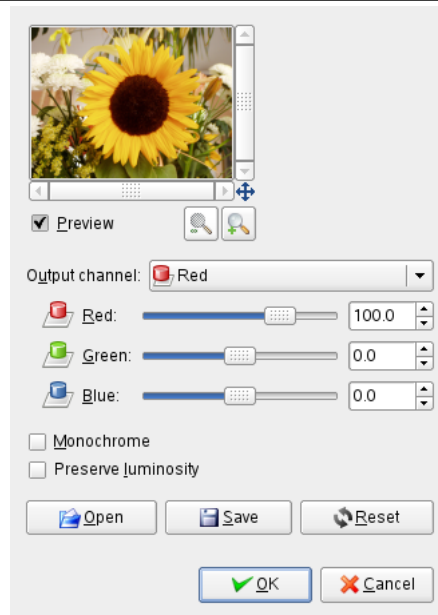 Preview
Output channel: Red
Red: 100.0
Green: 0.0
Blue: 0.0
Monochrome
Preserve luminosity
Open Save Reset
OK Cancel